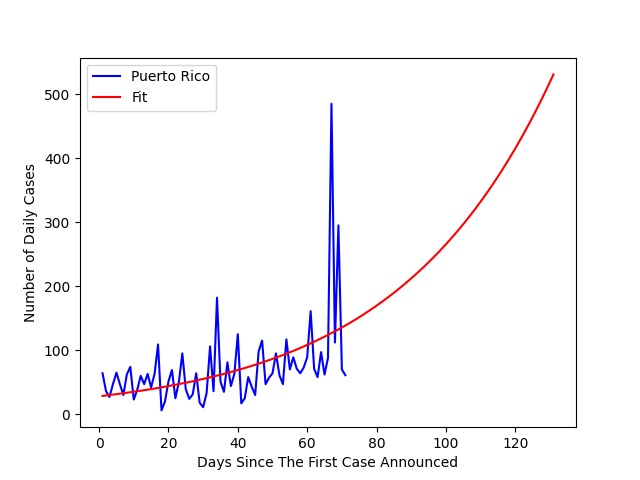 Puerto Rico
Fit
Number of Daily Cases
500
400
300
200
100
0
0 20 40 60 80 100 120
Days Since The First Case Announced